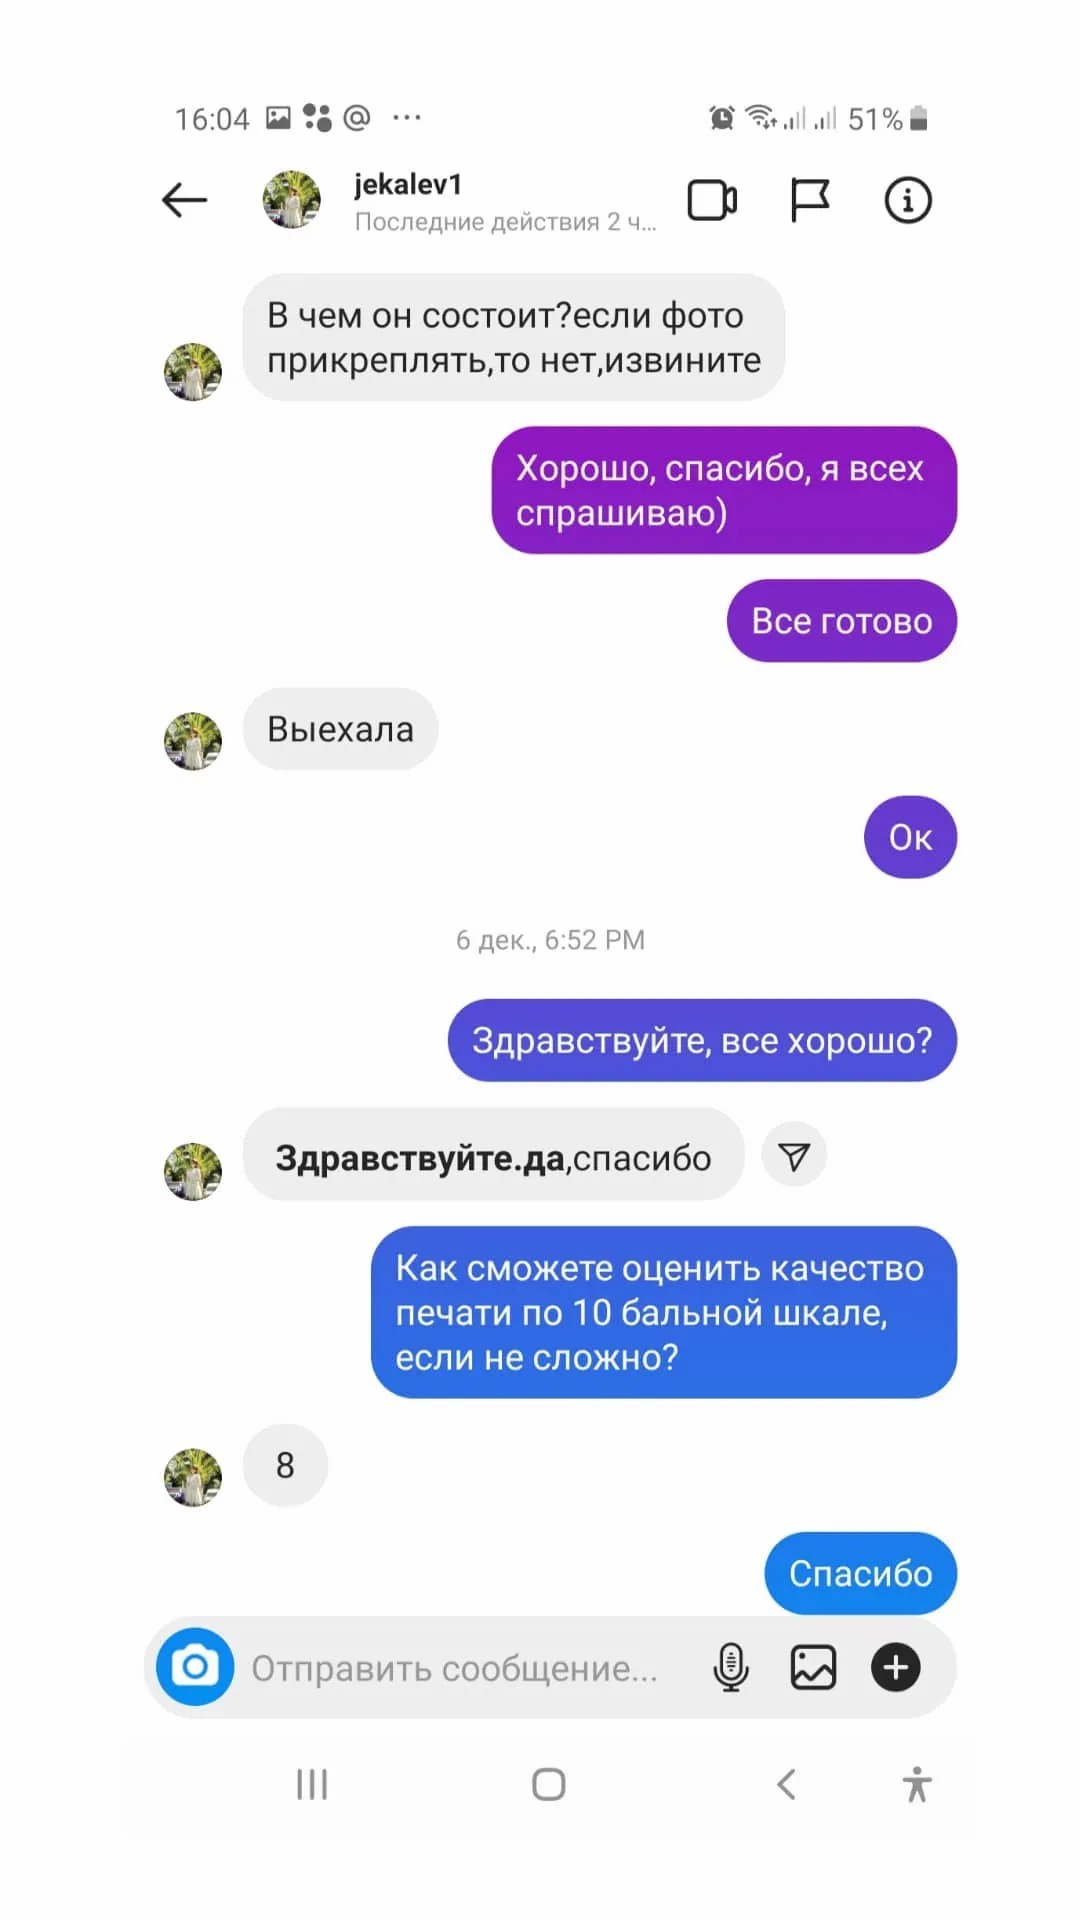 16:04 51%
jekalev1
Последние действия 2 ч...
В чем он состоит?если фото
прикреплять,то нет,извините
Хорошо, спасибо, я всех
спрашиваю)
Все готово
Выехала
Ок
6 дек., 6:52 PM
Здравствуйте, все хорошо?
Здравствуйте.да,спасибо
Как сможете оценить качество
печати по 10 бальной шкале,
если не сложно?
8
Спасибо
Отправить сообщение...